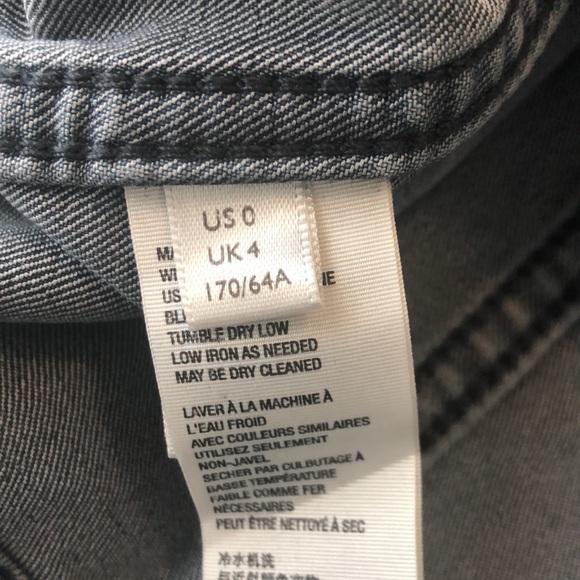 US 0
UK 4
170/64A
TUMBLE DRY LOW
LOW IRON AS NEEDED
MAY BE DRY CLEANED
LAVER À LA MACHINE À
L'EAU FROID
AVEC COULEURS SIMILAIRES
UTILISEZ SEULEMENT
NON-JAVEL
SECHER PAR CULBUTAGE À
BASSE TEMPÉRATURE
FAIBLE COMME FER
NÉCESSAIRES
PEUT ÊTRE NETTOYÉ À SEC
冷水机洗